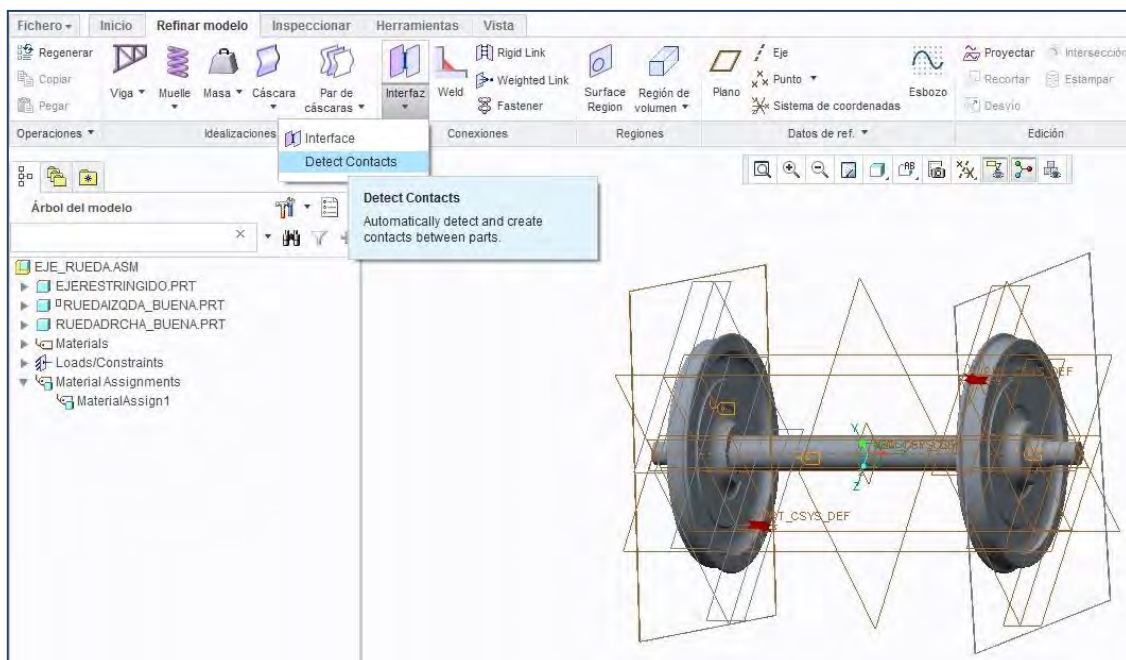 Fichero Inicio Refinar modelo Inspeccionar Herramientas Vista
Regenerar
Copiar
Pegar
Viga
Muelle
Masa
Cáscara
Par de
cáscaras
Interfaz
Weld
Rigid Link
Weighted Link
Fastener
Surface
Region
Región de
volumen
Plano
Eje
Punto
Sistema de coordenadas
Esbozo
Proyectar
Intersección
Recortar
Estampar
Desvío
Operaciones
Idealizaciones
Conexiones
Regiones
Datos de ref.
Edición
Interface
Detect Contacts
Detect Contacts
Automatically detect and create
contacts between parts.
Árbol del modelo
EJE_RUEDA.ASM
EJERESTRINGIDO.PRT
RUEDAIZQDA_BUENA.PRT
RUEDADRCHA_BUENA.PRT
Materials
Loads/Constraints
Material Assignments
MaterialAssign1
Y
Z